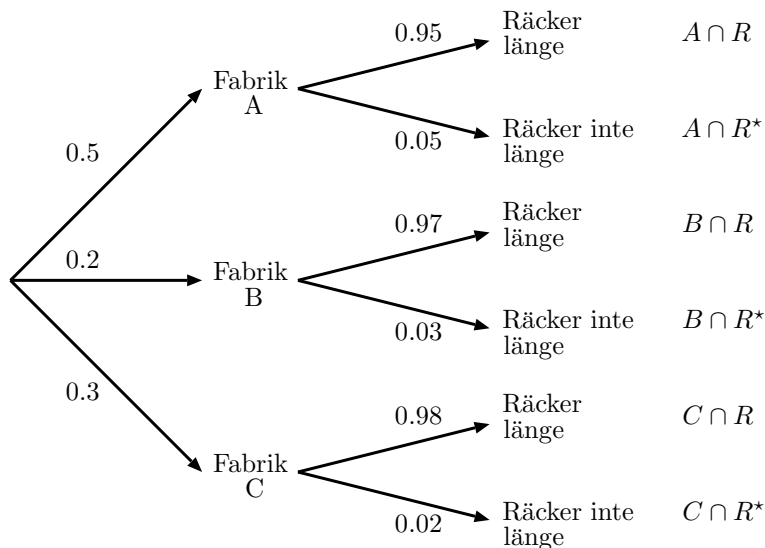 0.95
Räcker
länge
A ∩ R
Fabrik
A
0.05
Räcker inte
länge
A ∩ R⋆
0.5
0.97
Räcker
länge
B ∩ R
0.2
Fabrik
B
0.03
Räcker inte
länge
B ∩ R⋆
0.3
0.98
Räcker
länge
C ∩ R
Fabrik
C
0.02
Räcker inte
länge
C ∩ R⋆